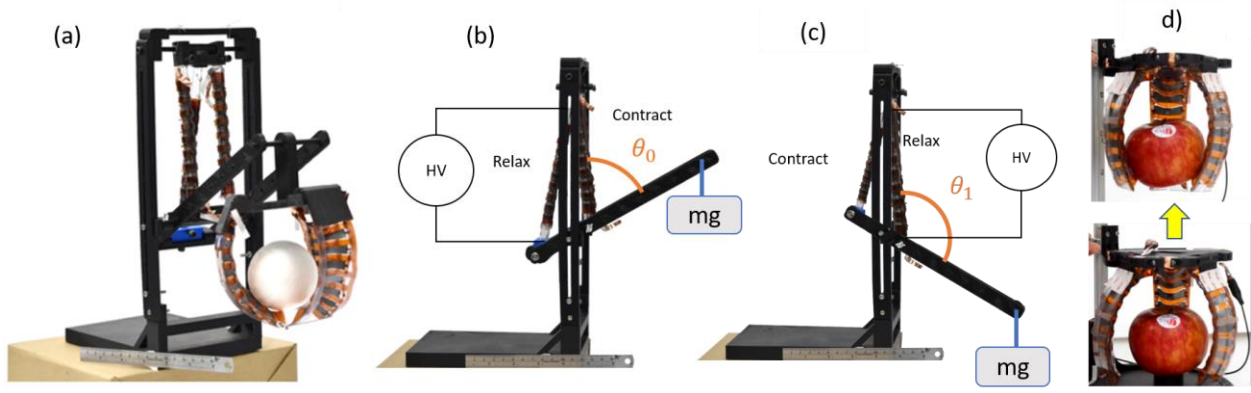 (a)
(b)
Contract
Relax
HV
θ₀
mg
(c)
Contract
Relax
HV
θ₁
mg
d)